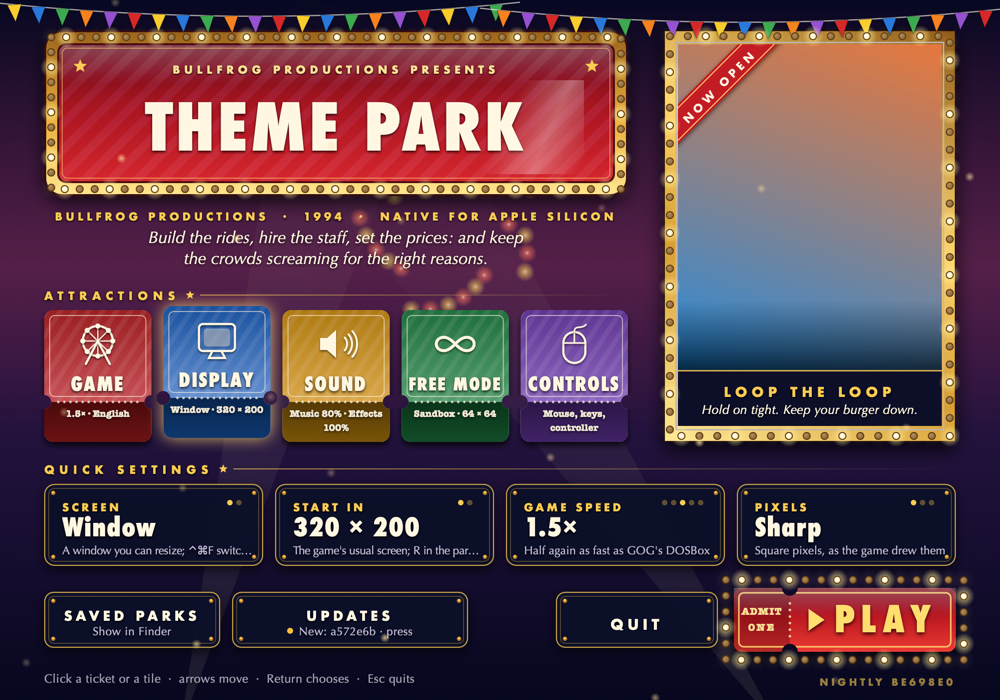 BULLFROG PRODUCTIONS PRESENTS
THEME PARK
NOW OPEN
BULLFROG PRODUCTIONS · 1994 · NATIVE FOR APPLE SILICON
Build the rides, hire the staff, set the prices: and keep
the crowds screaming for the right reasons.
ATTRACTIONS
GAME
1.5× · English
DISPLAY
Window · 320 × 200
SOUND
Music 80% · Effects
100%
FREE MODE
Sandbox · 64 × 64
CONTROLS
Mouse, keys,
controller
LOOP THE LOOP
Hold on tight. Keep your burger down.
QUICK SETTINGS
SCREEN
Window
A window you can resize; ^⌘F switc…
START IN
320 × 200
The game's usual screen; R in the par…
GAME SPEED
1.5×
Half again as fast as GOG's DOSBox
PIXELS
Sharp
Square pixels, as the game drew them
SAVED PARKS
Show in Finder
UPDATES
New: a572e6b · press
QUIT
ADMIT
ONE
PLAY
Click a ticket or a tile · arrows move · Return chooses · Esc quits
NIGHTLY BE698E0